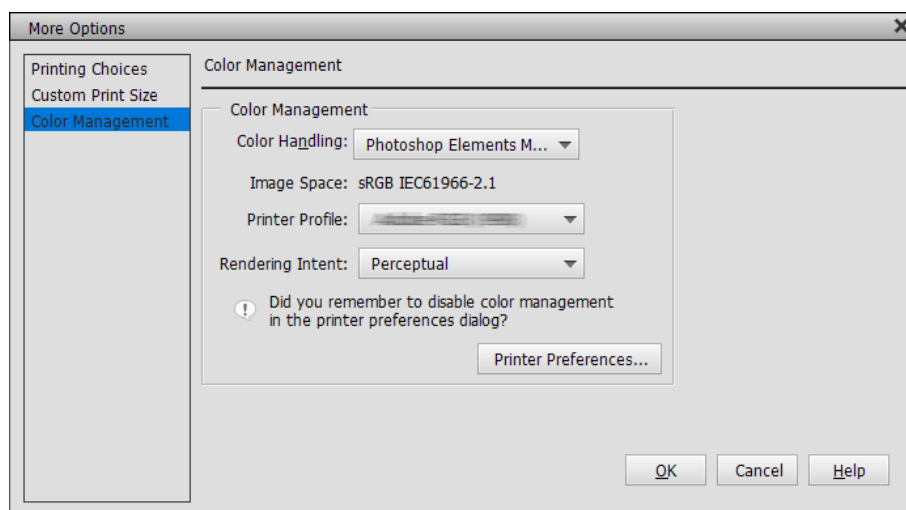 More Options
Printing Choices
Custom Print Size
Color Management
Color Management
Color Management
Color Handling: Photoshop Elements M...
Image Space: sRGB IEC61966-2.1
Printer Profile:
Rendering Intent: Perceptual
Did you remember to disable color management
in the printer preferences dialog?
Printer Preferences...
OK Cancel Help